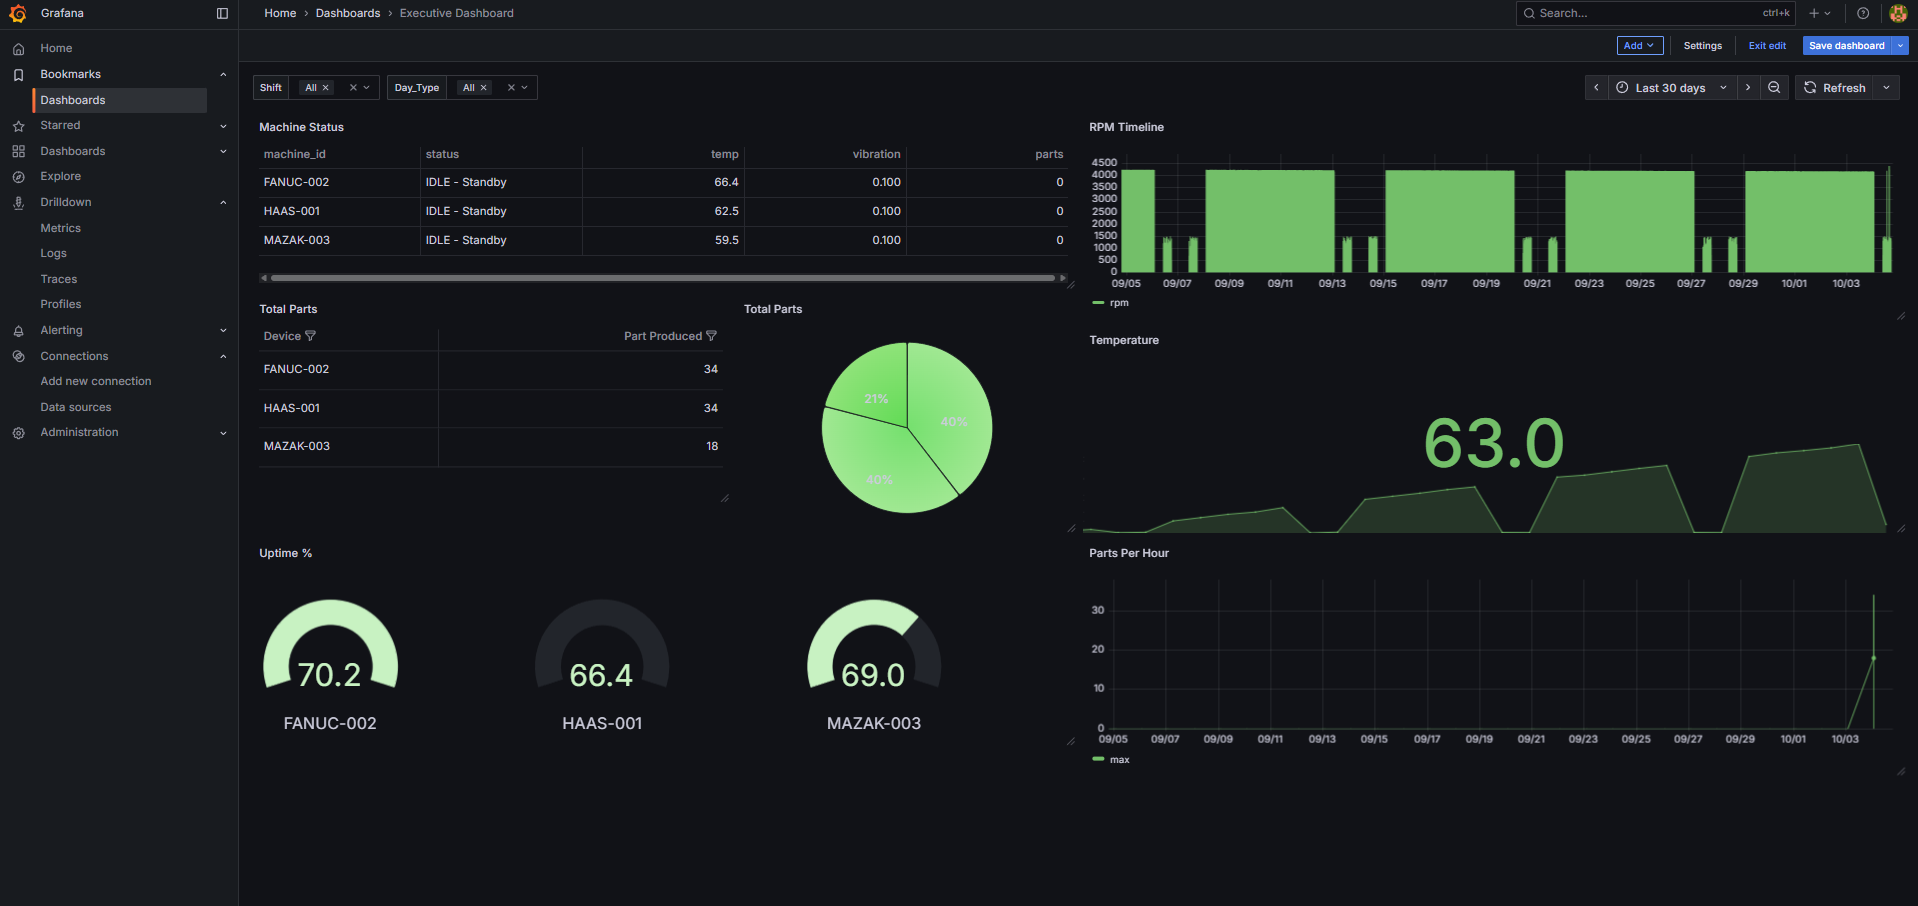 Grafana
Home › Dashboards › Executive Dashboard
Search...
ctrl+k
Home
Bookmarks
Dashboards
Starred
Dashboards
Explore
Drilldown
Metrics
Logs
Traces
Profiles
Alerting
Connections
Add new connection
Data sources
Administration
Add
Settings
Exit edit
Save dashboard
Shift All Day_Type All
Last 30 days
Refresh
Machine Status
machine_id status temp vibration parts
FANUC-002 IDLE - Standby 66.4 0.100 0
HAAS-001 IDLE - Standby 62.5 0.100 0
MAZAK-003 IDLE - Standby 59.5 0.100 0
RPM Timeline
4500
4000
3500
3000
2500
2000
1500
1000
500
0
09/05 09/07 09/09 09/11 09/13 09/15 09/17 09/19 09/21 09/23 09/25 09/27 09/29 10/01 10/03
rpm
Total Parts
Device Part Produced
FANUC-002 34
HAAS-001 34
MAZAK-003 18
Total Parts
21%
40%
40%
Temperature
63.0
Uptime %
70.2 66.4 69.0
FANUC-002 HAAS-001 MAZAK-003
Parts Per Hour
30
20
10
0
09/05 09/07 09/09 09/11 09/13 09/15 09/17 09/19 09/21 09/23 09/25 09/27 09/29 10/01 10/03
max